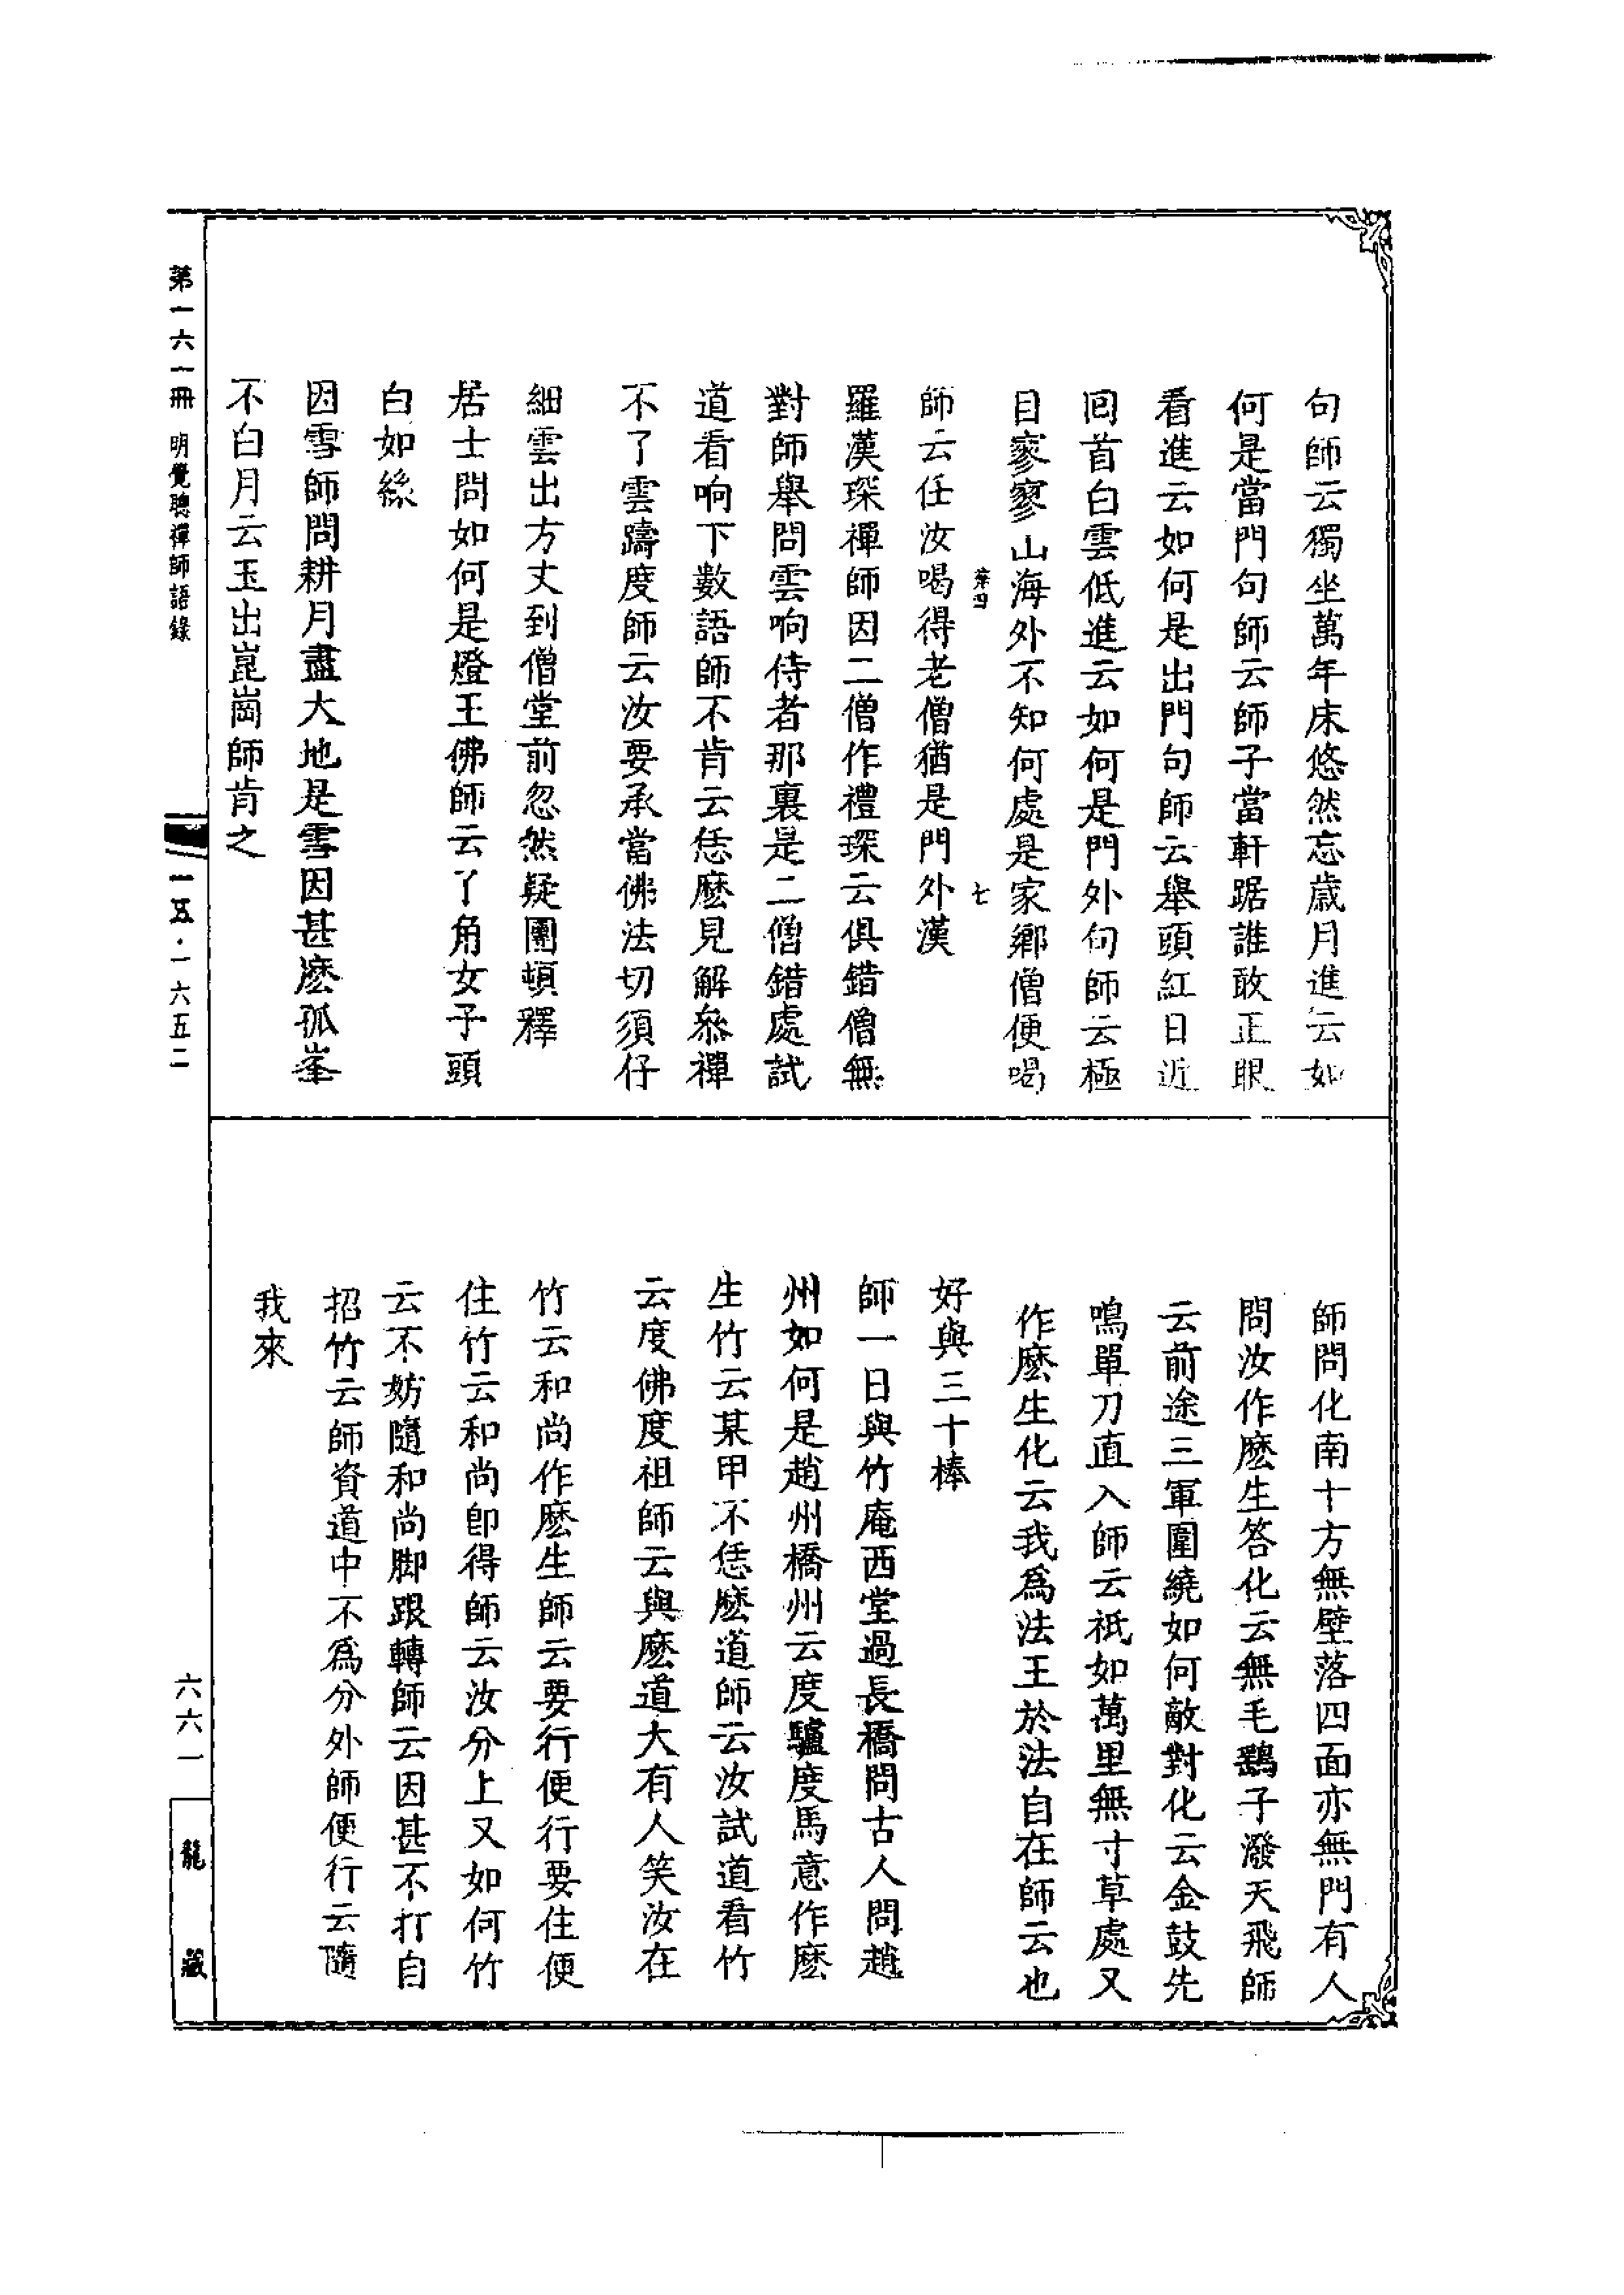 句師云獨坐萬年床悠然忘歲月進云如
何是當門句師云師子當軒踞誰敢正眼
看進云如何是出門句師云舉頭紅日近
回首白雲低進云如何是門外句師云極
目寥寥山海外不知何處是家鄉僧便喝
師云任汝喝得老僧猶是門外漢
七
羅漢琛禪師因二僧作禮琛云俱錯僧無
對師舉問雲响侍者那裏是二僧錯處試
道看响下數語師不肯云恁麼見解叅禪
不了雲躊度師云汝要承當佛法切須仔
細雲出方丈到僧堂前忽然疑團頓釋
居士問如何是燈王佛師云丫角女子頭
白如絲
因雪師問耕月盡大地是雪因甚麼孤峯
不白月云玉出崑崗師肯之
師問化南十方無壁落四面亦無門有人
問汝作麼生答化云無毛鷂子潑天飛師
云前途三軍圍繞如何敵對化云金鼓先
鳴單刀直入師云祇如萬里無寸草處又
作麼生化云我爲法王於法自在師云也
好與三十棒
師一日與竹庵西堂過長橋問古人問趙
州如何是趙州橋州云度驢度馬意作麼
生竹云某甲不恁麼道師云汝試道看竹
云度佛度祖師云與麼道大有人笑汝在
竹云和尚作麼生師云要行便行要住便
住竹云和尚卽得師云汝分上又如何竹
云不妨隨和尚脚跟轉師云因甚不打自
招竹云師資道中不爲分外師便行云隨
我來
第一六一冊 明覺聰禪師語錄
一五·一六五二
六六一
龍藏